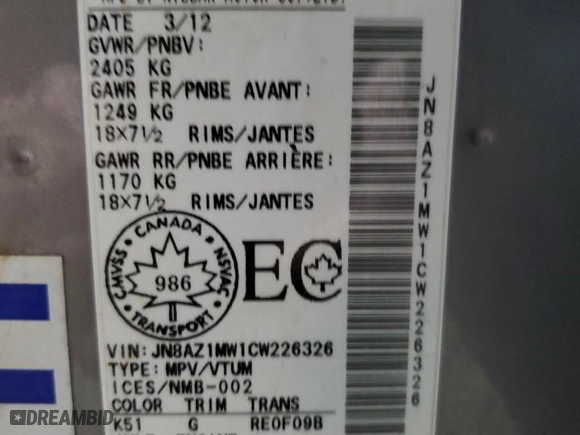 DATE 3/12
GVWR/PNBV:
2405 KG
GAWR FR/PNBE AVANT:
1249 KG
18×7½ RIMS/JANTES
GAWR RR/PNBE ARRIÈRE:
1170 KG
18×7½ RIMS/JANTES
CANADA
CMVSS
986
NSVAC
TRANSPORT
EC
VIN: JN8AZ1MW1CW226326
TYPE: MPV/VTUM
ICES/NMB-002
COLOR TRIM TRANS
K51 G RE0F09B
JN8AZ1MW1CW226326
DREAMBID